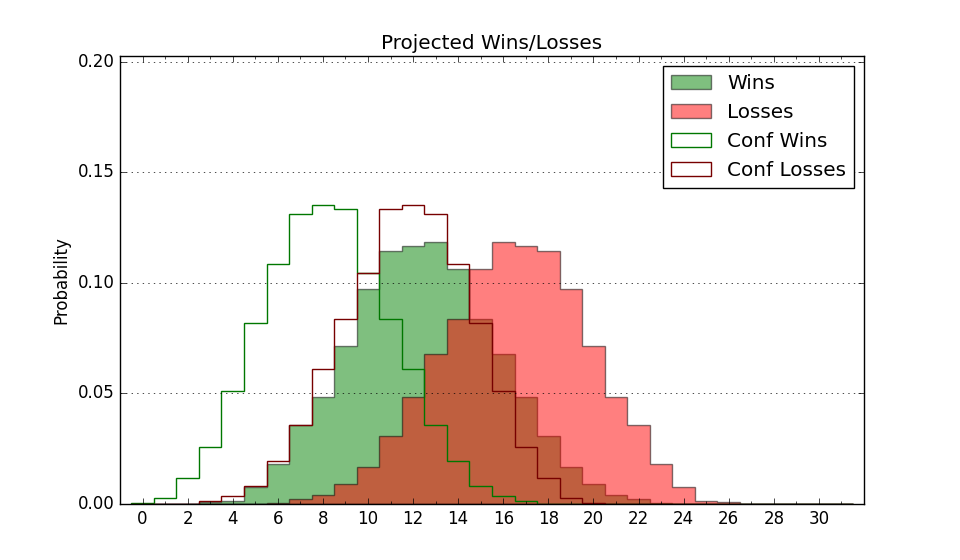 Projected Wins/Losses
0.20
0.15
0.10
0.05
0.00
Probability
Wins
Losses
Conf Wins
Conf Losses
0 2 4 6 8 10 12 14 16 18 20 22 24 26 28 30